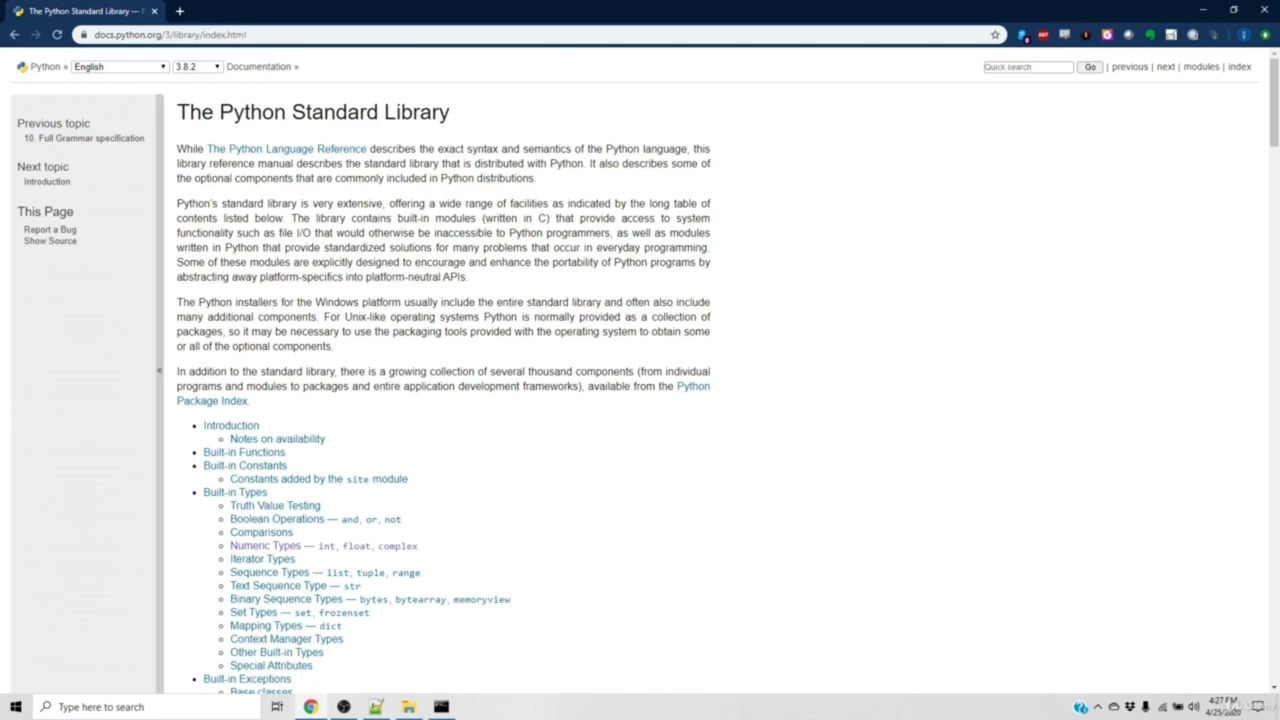 The Python Standard Library — P
docs.python.org/3/library/index.html
Python » English 3.8.2 Documentation » Quick search Go | previous | next | modules | index
Previous topic
10. Full Grammar specification
Next topic
Introduction
This Page
Report a Bug
Show Source
The Python Standard Library
While The Python Language Reference describes the exact syntax and semantics of the Python language, this
library reference manual describes the standard library that is distributed with Python. It also describes some of
the optional components that are commonly included in Python distributions.
Python's standard library is very extensive, offering a wide range of facilities as indicated by the long table of
contents listed below. The library contains built-in modules (written in C) that provide access to system
functionality such as file I/O that would otherwise be inaccessible to Python programmers, as well as modules
written in Python that provide standardized solutions for many problems that occur in everyday programming.
Some of these modules are explicitly designed to encourage and enhance the portability of Python programs by
abstracting away platform-specifics into platform-neutral APIs.
The Python installers for the Windows platform usually include the entire standard library and often also include
many additional components. For Unix-like operating systems Python is normally provided as a collection of
packages, so it may be necessary to use the packaging tools provided with the operating system to obtain some
or all of the optional components.
In addition to the standard library, there is a growing collection of several thousand components (from individual
programs and modules to packages and entire application development frameworks), available from the Python
Package Index.
• Introduction
Notes on availability
• Built-in Functions
• Built-in Constants
Constants added by the site module
• Built-in Types
Truth Value Testing
Boolean Operations — and, or, not
Comparisons
Numeric Types — int, float, complex
Iterator Types
Sequence Types — list, tuple, range
Text Sequence Type — str
Binary Sequence Types — bytes, bytearray, memoryview
Set Types — set, frozenset
Mapping Types — dict
Context Manager Types
Other Built-in Types
Special Attributes
• Built-in Exceptions
Base classes
Type here to search
4:27 PM
4/25/2020